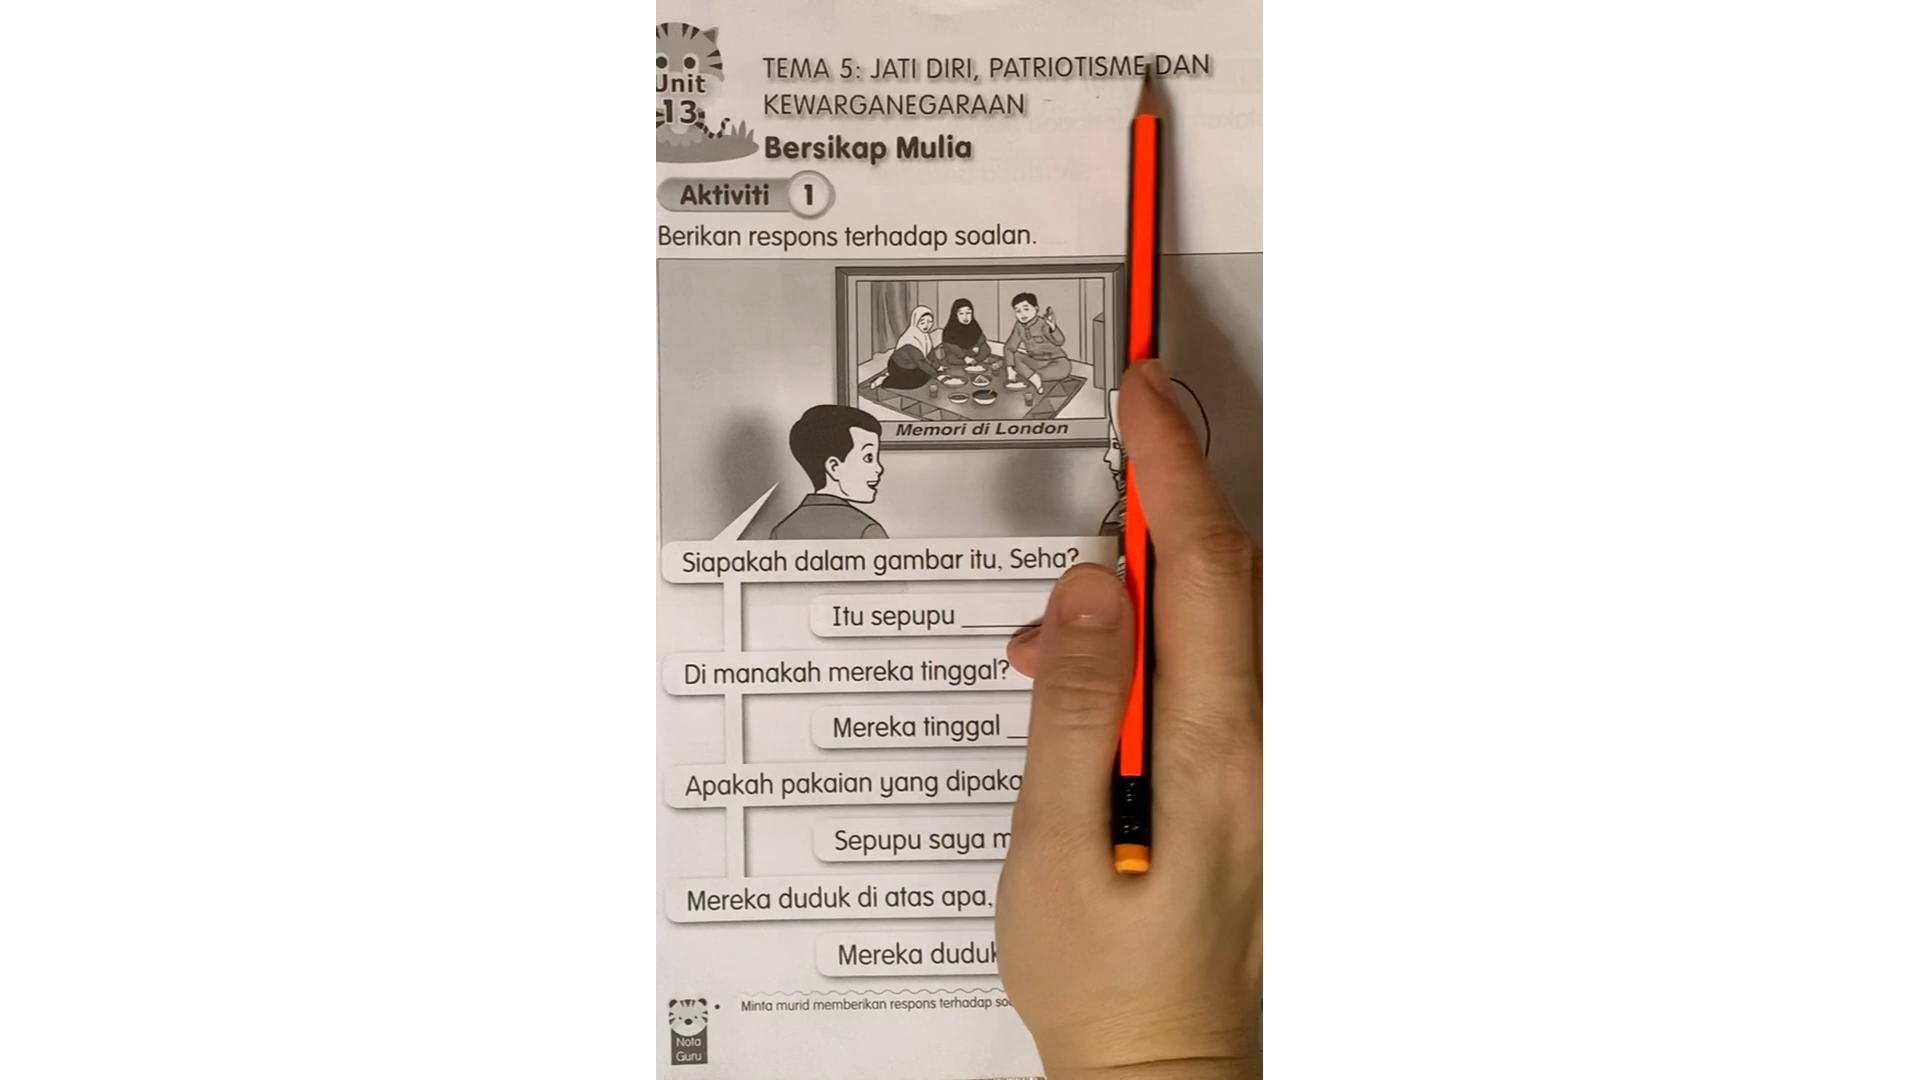 Unit
13
TEMA 5: JATI DIRI, PATRIOTISME DAN
KEWARGANEGARAAN
Bersikap Mulia
Aktiviti 1
Berikan respons terhadap soalan.
Memori di London
Siapakah dalam gambar itu, Seha?
Itu sepupu
Di manakah mereka tinggal?
Mereka tinggal
Apakah pakaian yang
Sepupu saya
Mereka duduk di atas apa,
Mereka duduk
Minta murid memberikan respons terhadap
Nota
Guru